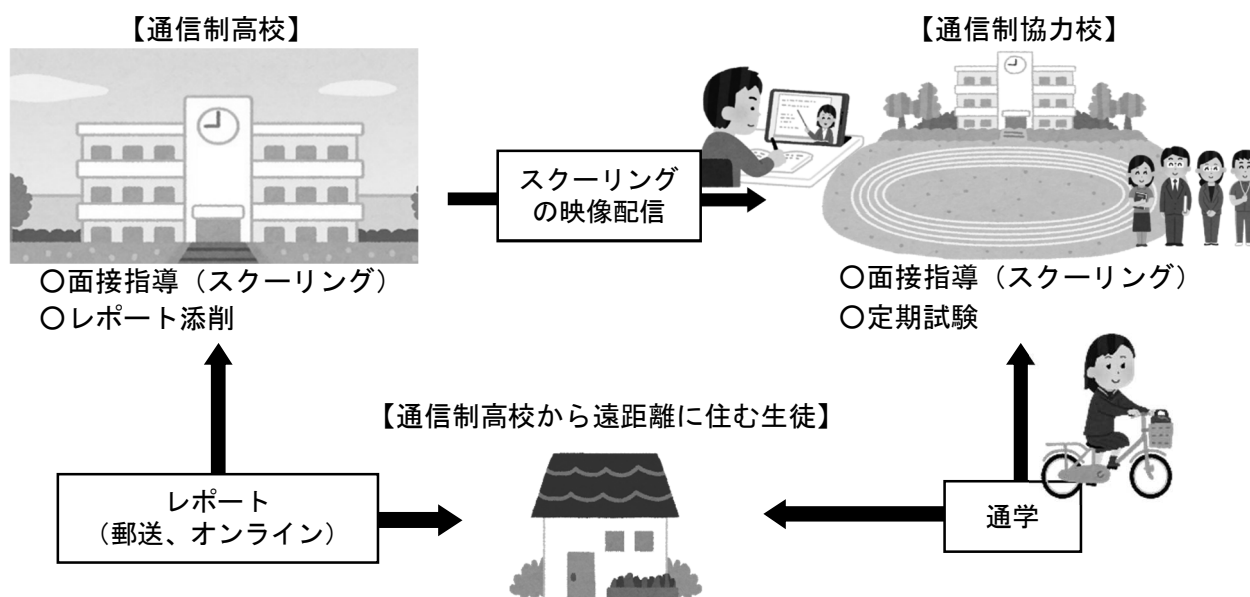 【通信制高校】
【通信制協力校】
スクーリング
の映像配信
〇面接指導（スクーリング）
〇レポート添削
〇面接指導（スクーリング）
〇定期試験
【通信制高校から遠距離に住む生徒】
レポート
（郵送、オンライン）
通学